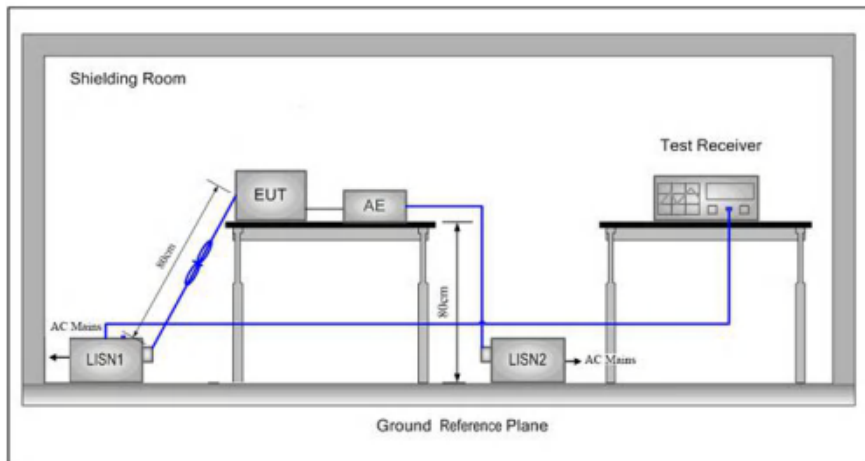 Shielding Room
Test Receiver
EUT
AE
80cm
80cm
AC Mains
LISN1
LISN2
AC Mains
Ground Reference Plane